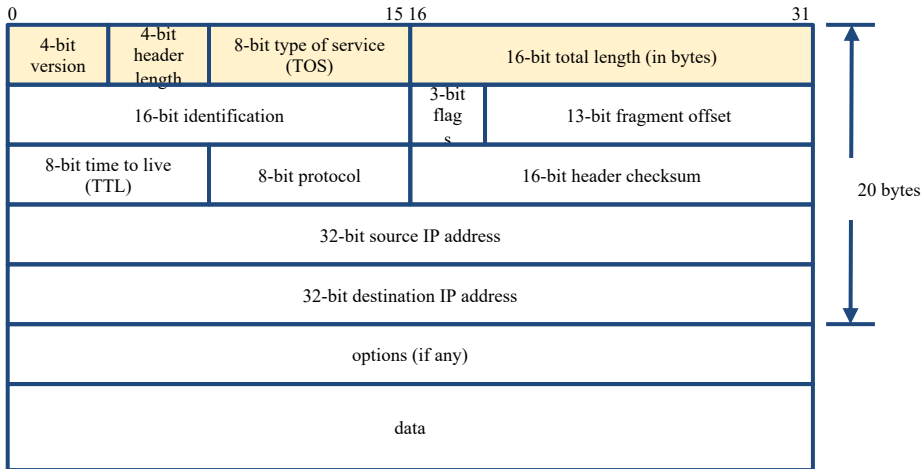 0 15 16 31
4-bit
version
4-bit
header
length
8-bit type of service
(TOS)
16-bit total length (in bytes)
16-bit identification
3-bit
flag
s
13-bit fragment offset
8-bit time to live
(TTL)
8-bit protocol
16-bit header checksum
20 bytes
32-bit source IP address
32-bit destination IP address
options (if any)
data